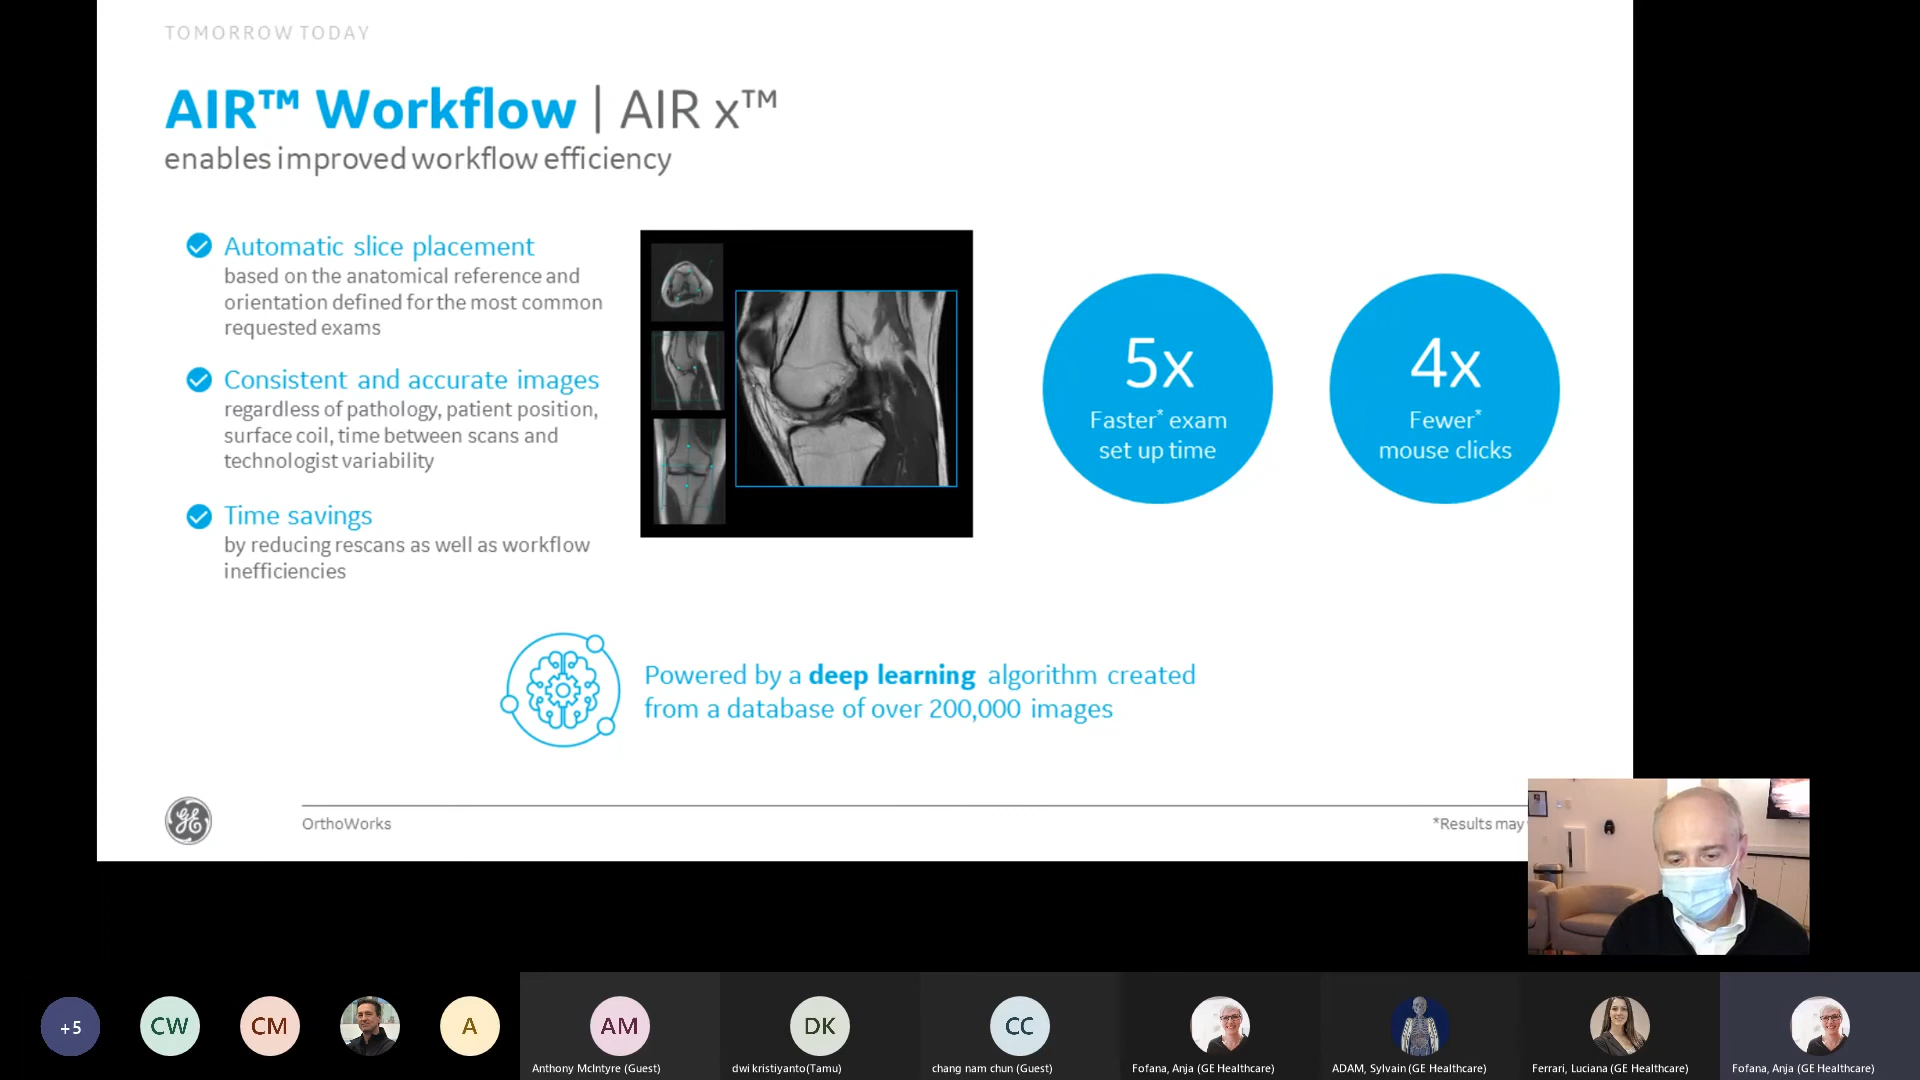 TOMORROW TODAY
AIR™ Workflow | AIR x™
enables improved workflow efficiency
Automatic slice placement
based on the anatomical reference and
orientation defined for the most common
requested exams
Consistent and accurate images
regardless of pathology, patient position,
surface coil, time between scans and
technologist variability
Time savings
by reducing rescans as well as workflow
inefficiencies
5x
Faster* exam
set up time
4x
Fewer*
mouse clicks
Powered by a deep learning algorithm created
from a database of over 200,000 images
GE
OrthoWorks
*Results may
+5
CW
CM
A
AM
DK
CC
Anthony McIntyre (Guest)
dwi kristiyanto(Tamu)
chang nam chun (Guest)
Fofana, Anja (GE Healthcare)
ADAM, Sylvain (GE Healthcare)
Ferrari, Luciana (GE Healthcare)
Fofana, Anja (GE Healthcare)